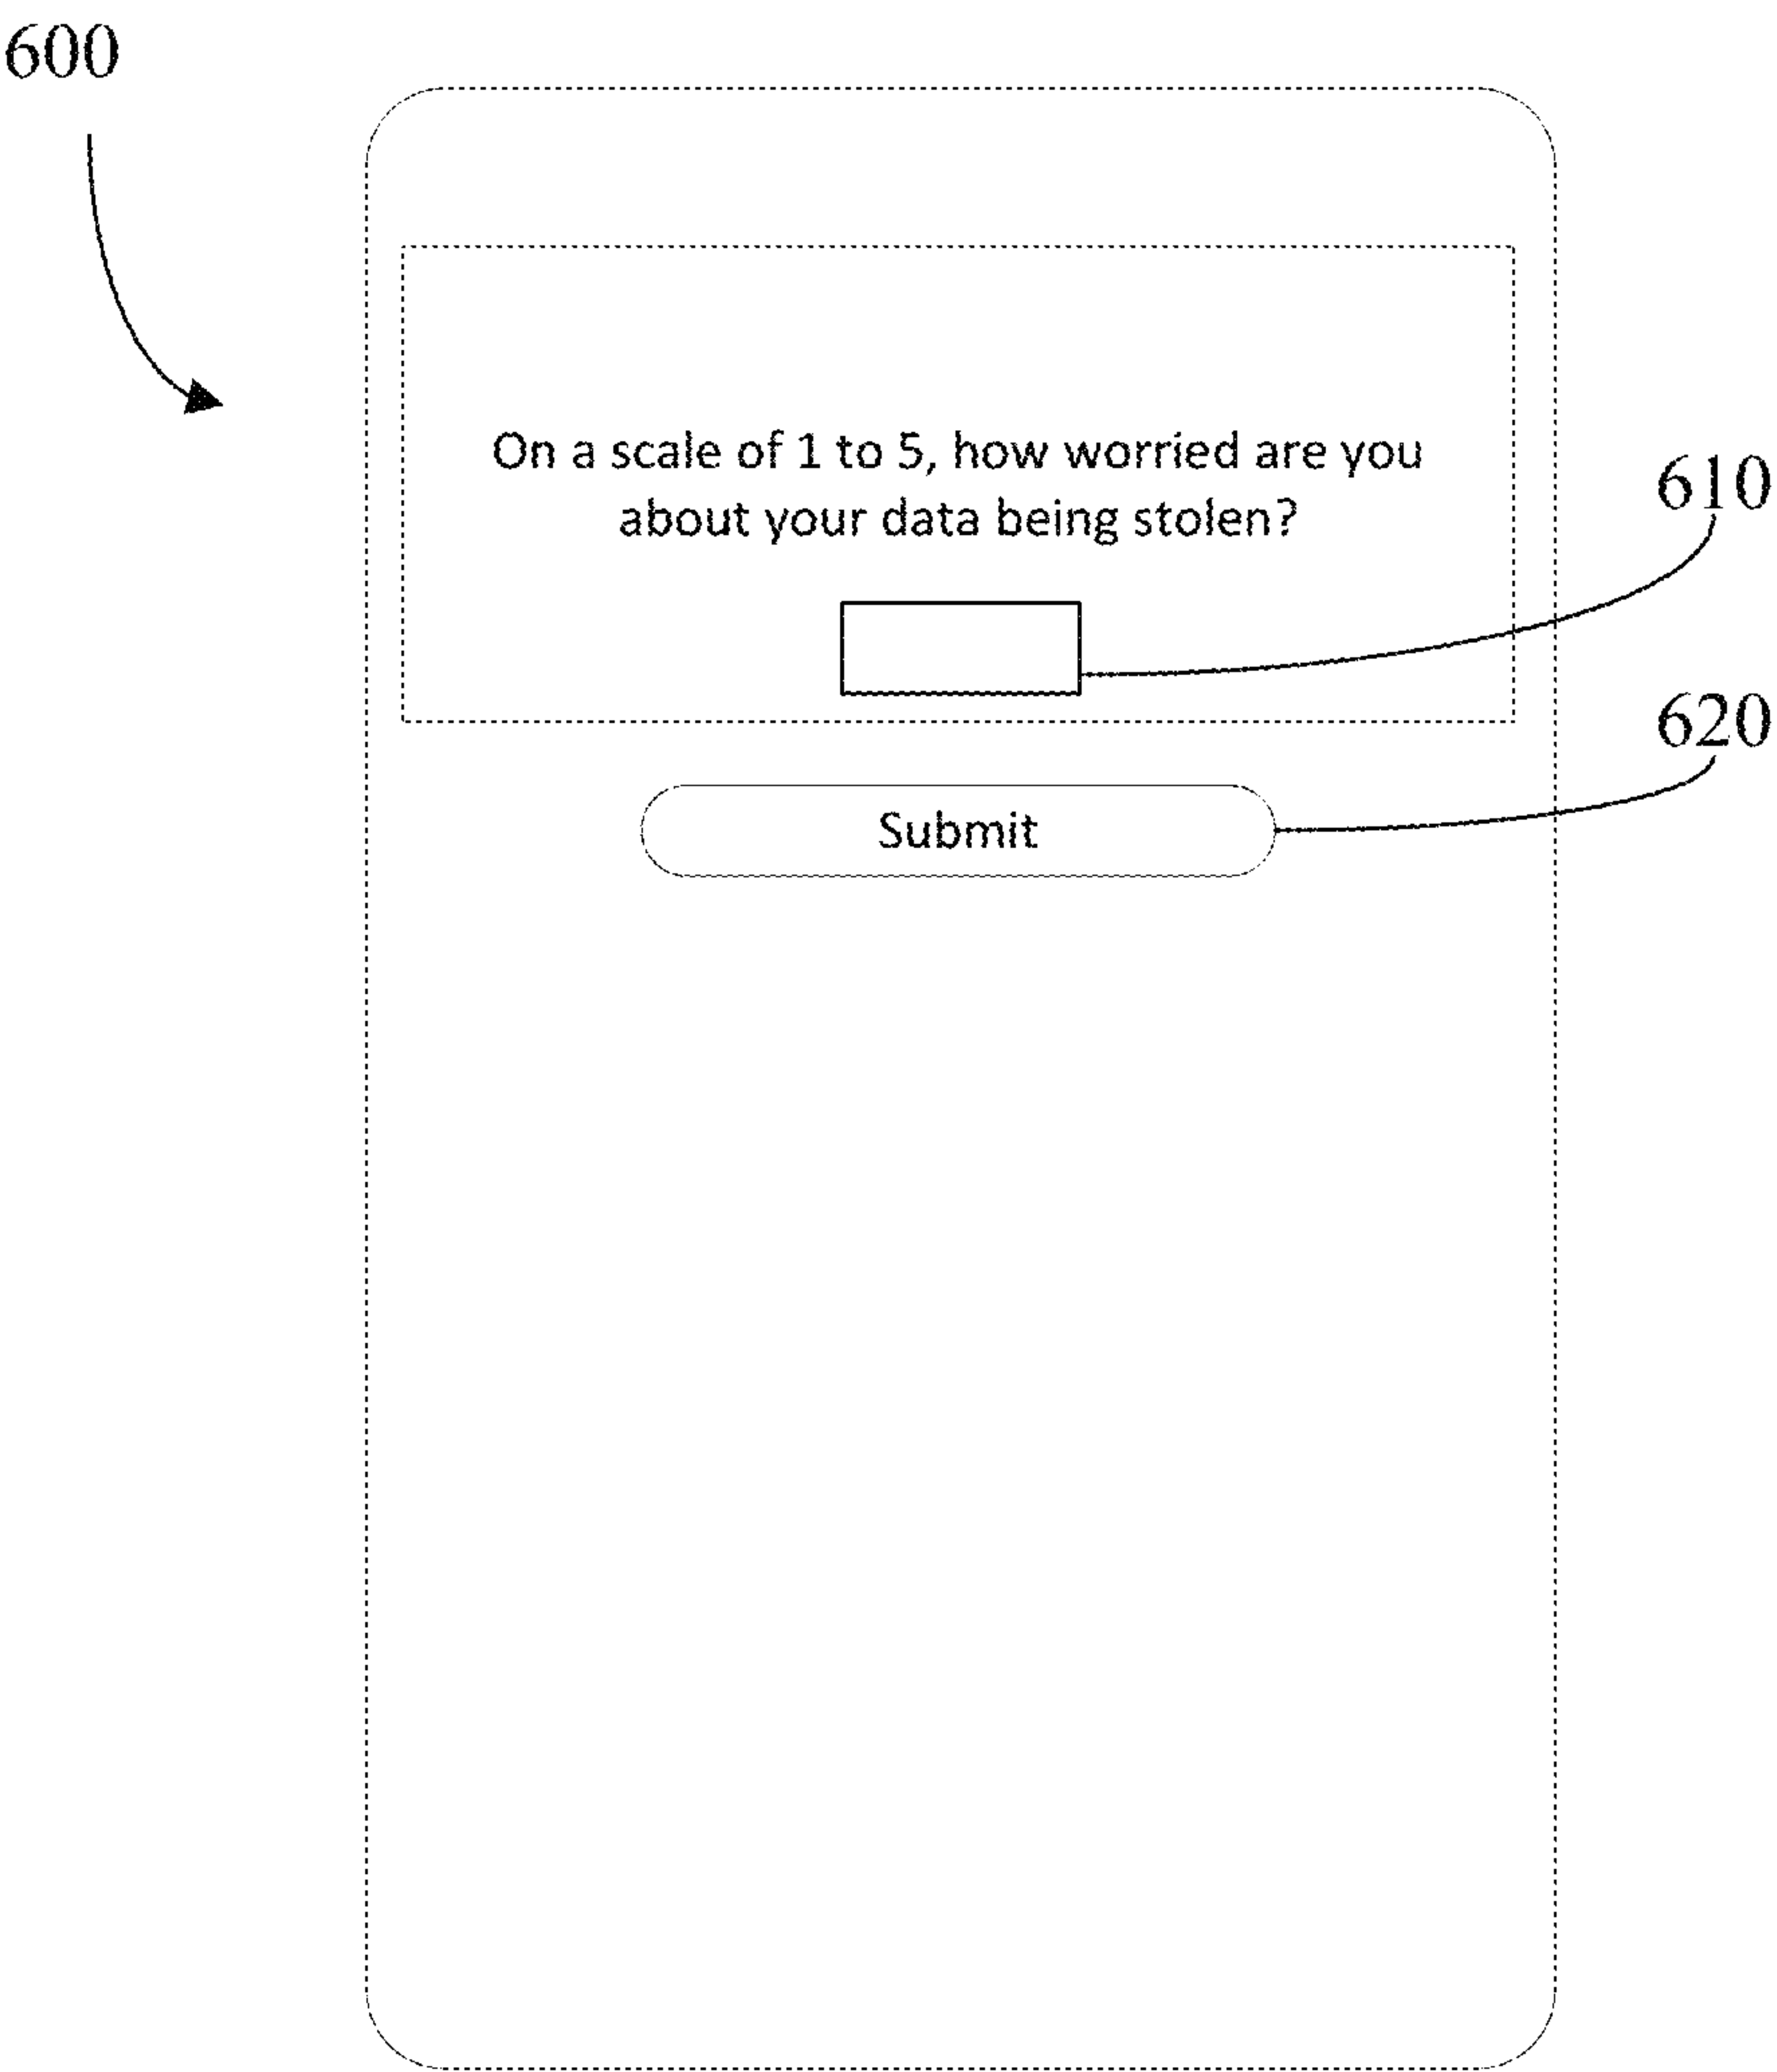 600
On a scale of 1 to 5, how worried are you
about your data being stolen?
610
620
Submit